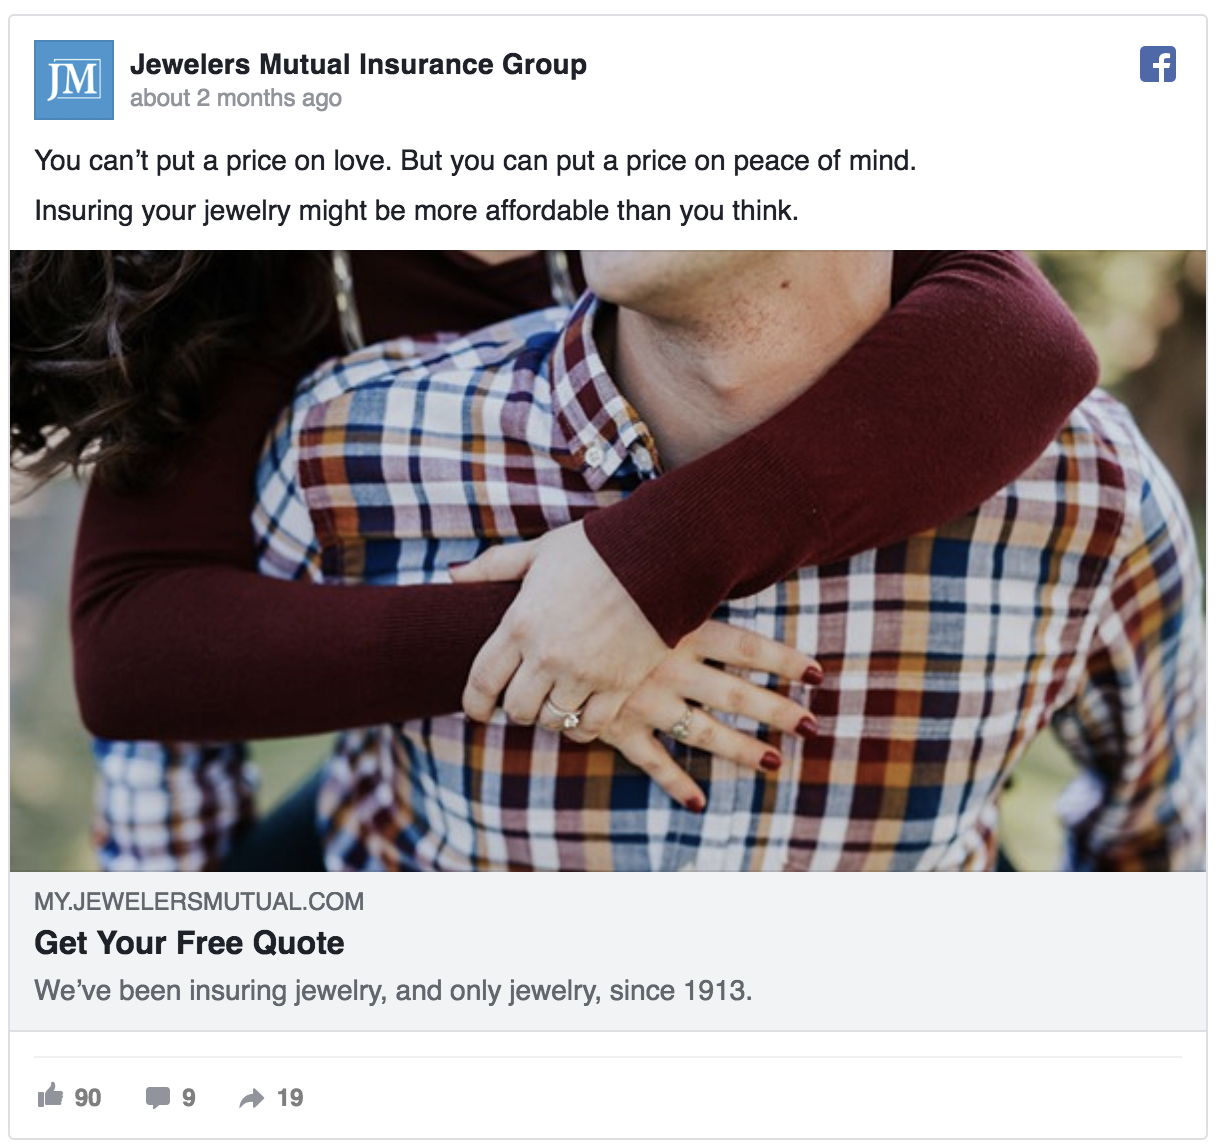 JM
Jewelers Mutual Insurance Group
about 2 months ago
You can’t put a price on love. But you can put a price on peace of mind.
Insuring your jewelry might be more affordable than you think.
MY.JEWELERSMUTUAL.COM
Get Your Free Quote
We’ve been insuring jewelry, and only jewelry, since 1913.
90 9 19